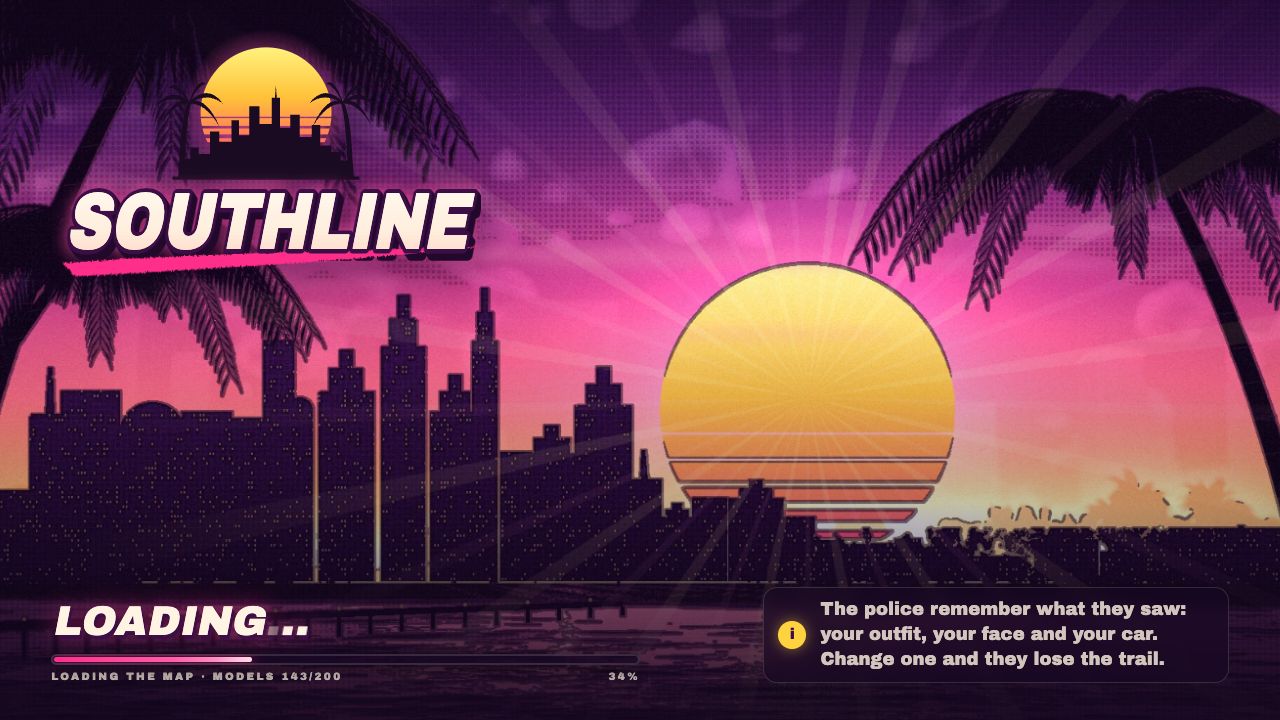 SOUTHLINE
LOADING...
LOADING THE MAP · MODELS 143/200
34%
i
The police remember what they saw:
your outfit, your face and your car.
Change one and they lose the trail.